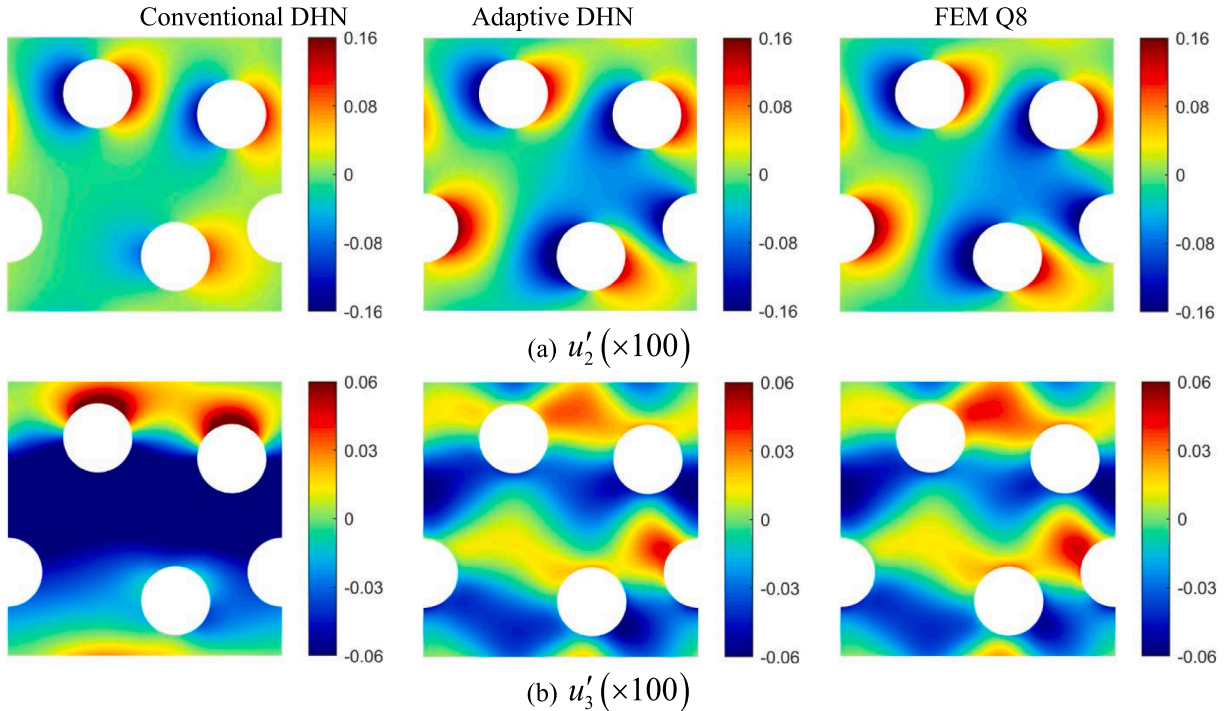 Conventional DHN Adaptive DHN FEM Q8
0.16 0.16 0.16
0.08 0.08 0.08
0 0 0
-0.08 -0.08 -0.08
-0.16 -0.16 -0.16
(a) u′₂ (×100)
0.06 0.06 0.06
0.03 0.03 0.03
0 0 0
-0.03 -0.03 -0.03
-0.06 -0.06 -0.06
(b) u′₃ (×100)